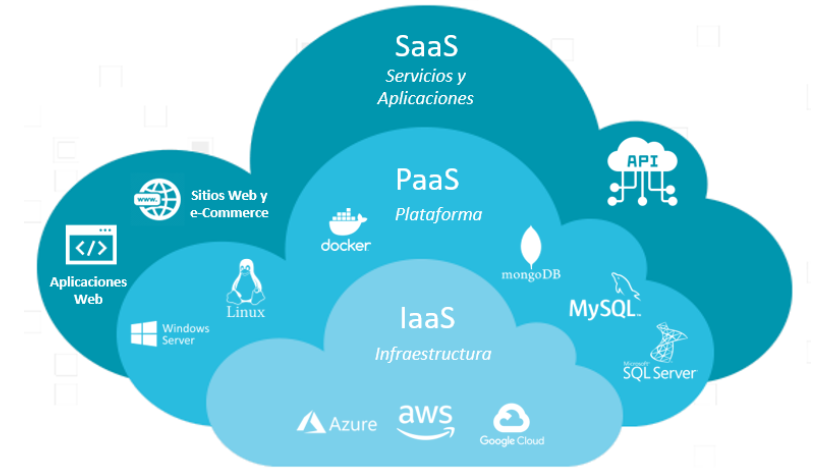 SaaS
Servicios y
Aplicaciones
API
www.
Sitios Web y
e-Commerce
</>
Aplicaciones
Web
PaaS
Plataforma
docker
mongoDB
Linux
Windows
Server
MySQL
Microsoft
SQL Server
IaaS
Infraestructura
Azure
aws
Google Cloud